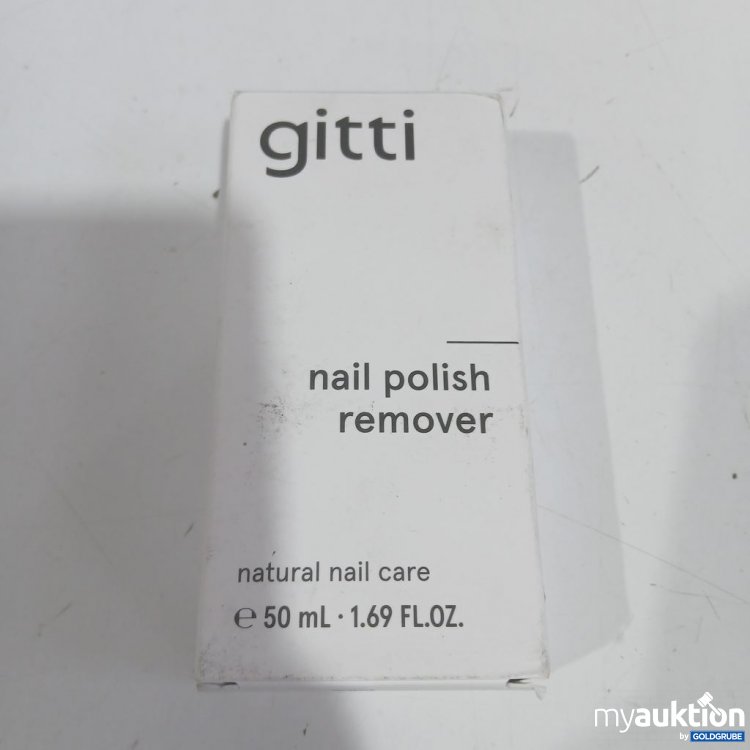 gitti
nail polish
remover
natural nail care
℮ 50 mL · 1.69 FL.OZ.
myauktion
by GOLDGRUBE